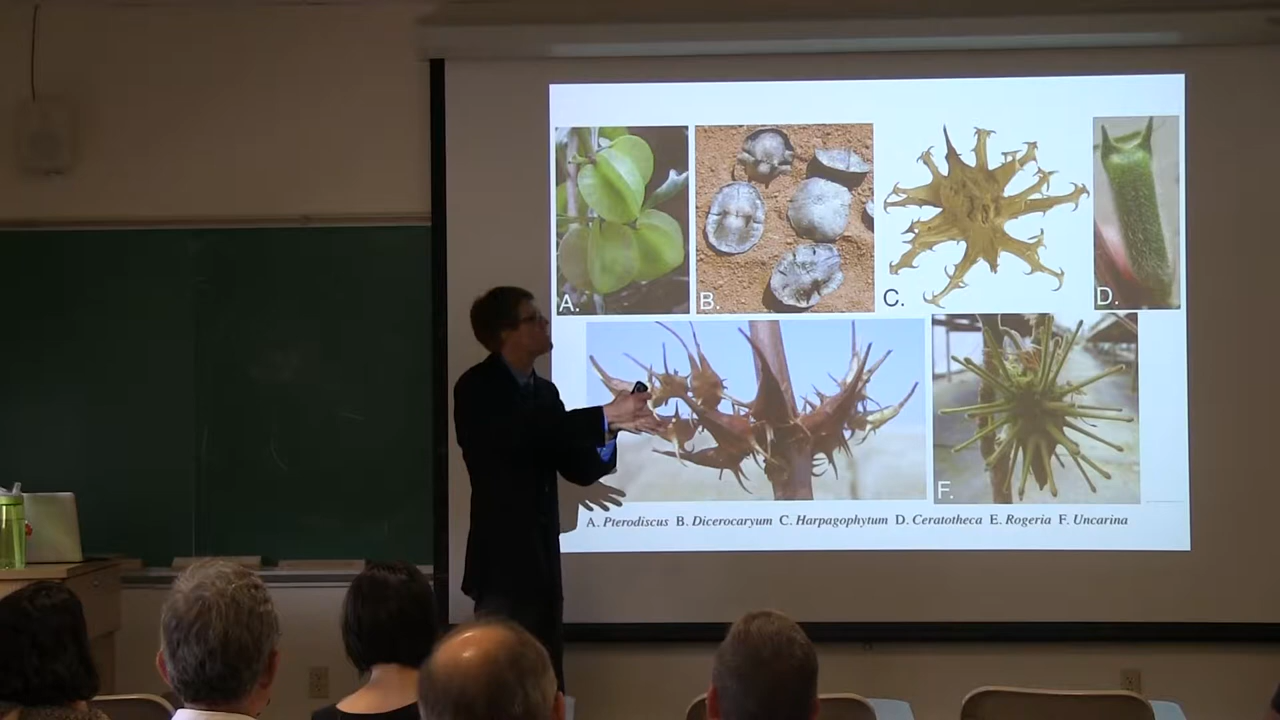 A.
B.
C.
D.
F.
A. Pterodiscus B. Dicerocaryum C. Harpagophytum D. Ceratotheca E. Rogeria F. Uncarina